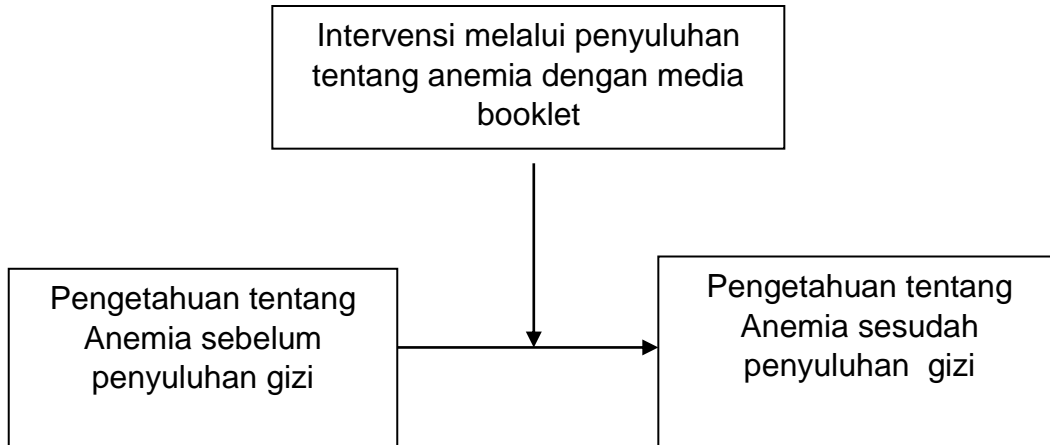 Intervensi melalui penyuluhan
tentang anemia dengan media
booklet
Pengetahuan tentang
Anemia sebelum
penyuluhan gizi
Pengetahuan tentang
Anemia sesudah
penyuluhan gizi